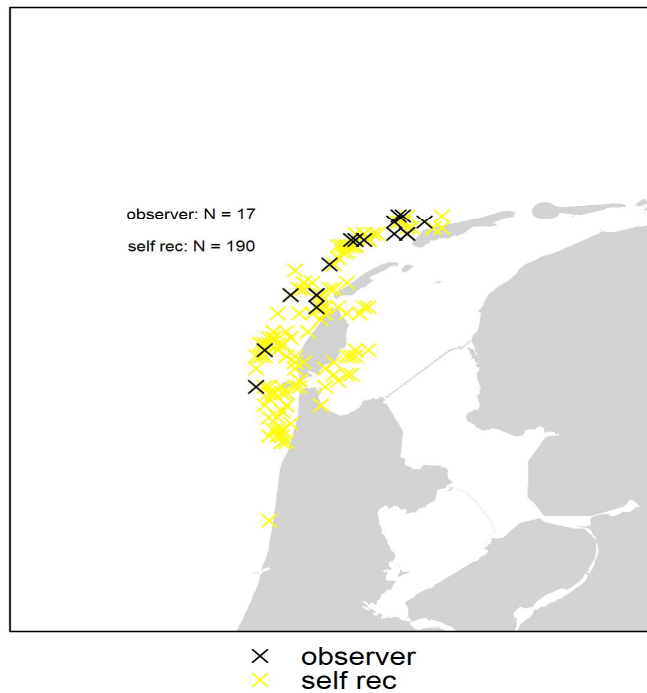 observer: N = 17
self rec: N = 190
observer
self rec